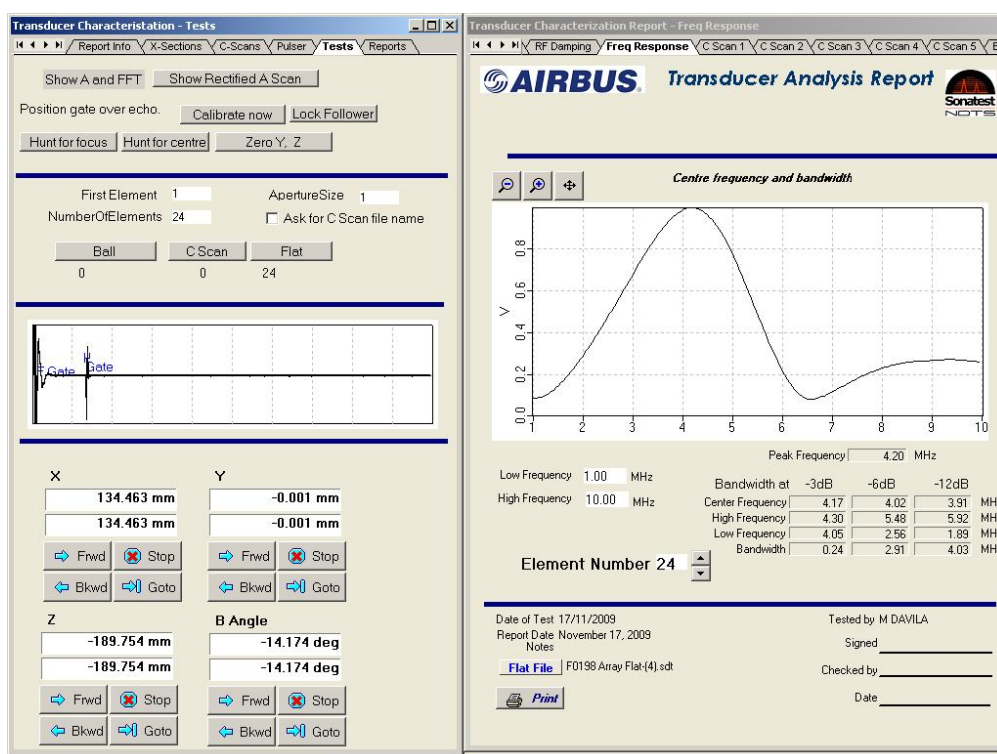 Transducer Characteristation - Tests
Report Info X-Sections C-Scans Pulser Tests Reports
Show A and FFT Show Rectified A Scan
Position gate over echo. Calibrate now Lock Follower
Hunt for focus Hunt for centre Zero Y, Z
First Element 1 ApertureSize 1
NumberOfElements 24 Ask for C Scan file name
Ball C Scan Flat
0 0 24
Gate Gate
X Y
134.463 mm -0.001 mm
134.463 mm -0.001 mm
Frwd Stop Frwd Stop
Bkwd Goto Bkwd Goto
Z B Angle
-189.754 mm -14.174 deg
-189.754 mm -14.174 deg
Frwd Stop Frwd Stop
Bkwd Goto Bkwd Goto
Transducer Characterization Report - Freq Response
RF Damping Freq Response C Scan 1 C Scan 2 C Scan 3 C Scan 4 C Scan 5
AIRBUS Transducer Analysis Report
Sonatest
NDTS
Centre frequency and bandwidth
V
0.8
0.6
0.4
0.2
0.0
1 2 3 4 5 6 7 8 9 10
Peak Frequency 4.20 MHz
Low Frequency 1.00 MHz
High Frequency 10.00 MHz
Bandwidth at -3dB -6dB -12dB
Center Frequency 4.17 4.02 3.91 MH
High Frequency 4.30 5.48 5.92 MH
Low Frequency 4.05 2.56 1.89 MH
Bandwidth 0.24 2.91 4.03 MH
Element Number 24
Date of Test 17/11/2009 Tested by M DAVILA
Report Date November 17, 2009
Notes Signed
Flat File F0198 Array Flat-(4).sdt Checked by
Print Date